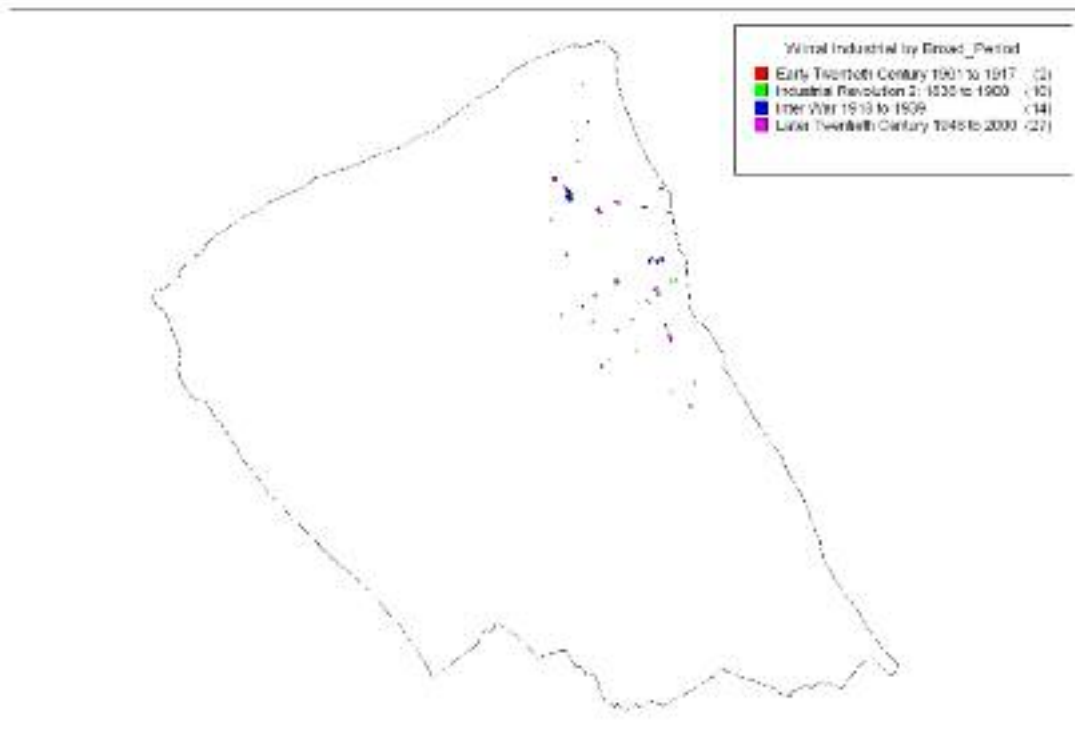 Wirral Industrial by Broad_Period
Early Twentieth Century 1901 to 1917 (2)
Industrial Revolution 2: 1836 to 1900 (10)
Inter War 1918 to 1939 (14)
Later Twentieth Century 1946 to 2000 (27)